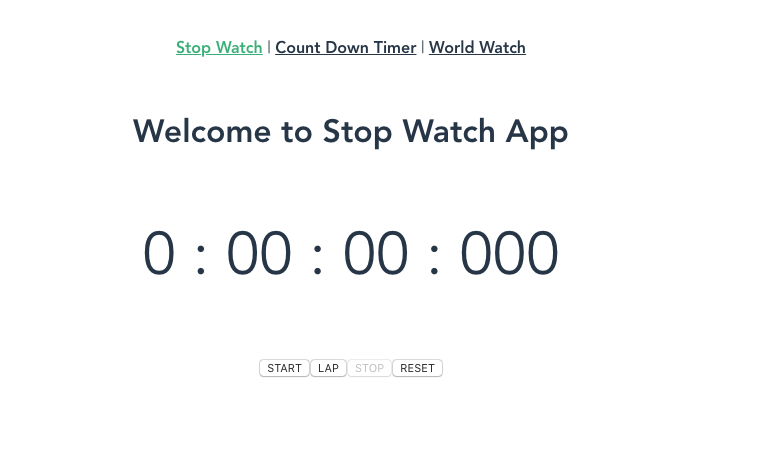 Stop Watch | Count Down Timer | World Watch
Welcome to Stop Watch App
0 : 00 : 00 : 000
START LAP STOP RESET